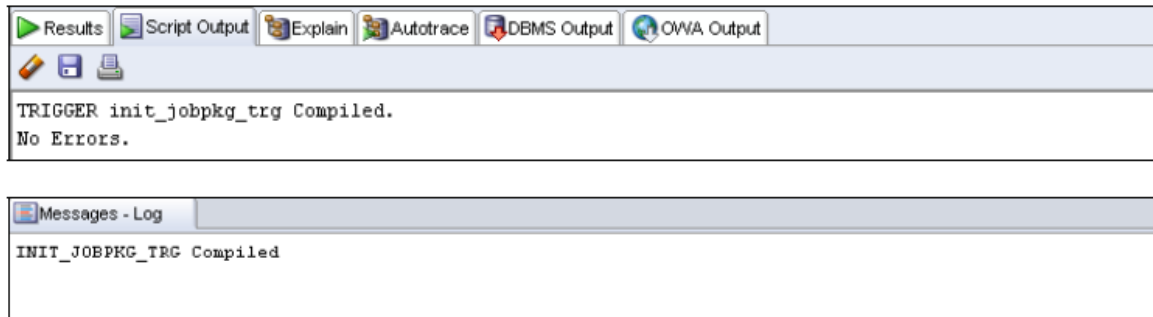 Results Script Output Explain Autotrace DBMS Output OWA Output
TRIGGER init_jobpkg_trg Compiled.
No Errors.
Messages - Log
INIT_JOBPKG_TRG Compiled